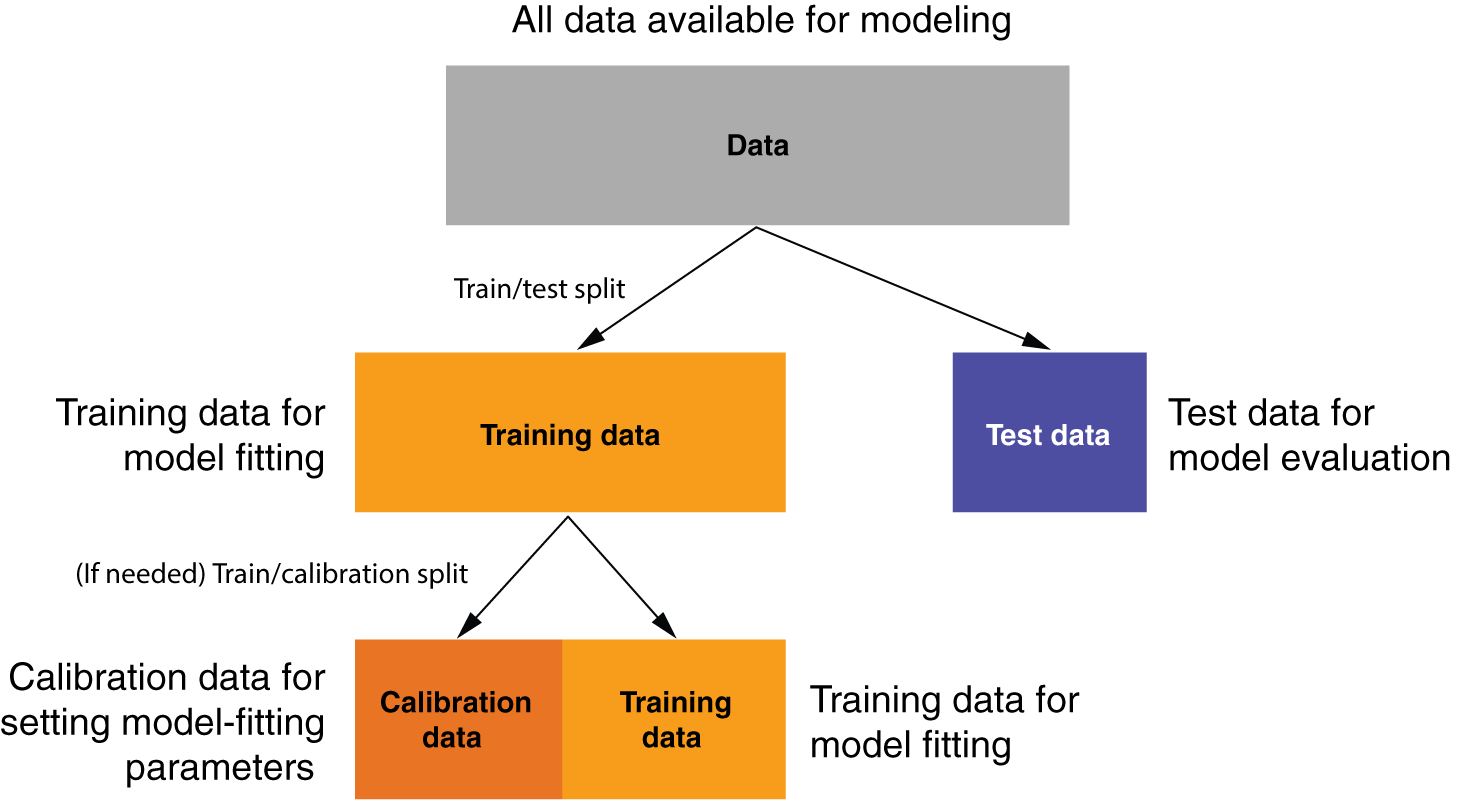 All data available for modeling
Data
Train/test split
Training data for
model fitting
Training data
Test data
Test data for
model evaluation
(If needed) Train/calibration split
Calibration data for
setting model-fitting
parameters
Calibration
data
Training
data
Training data for
model fitting